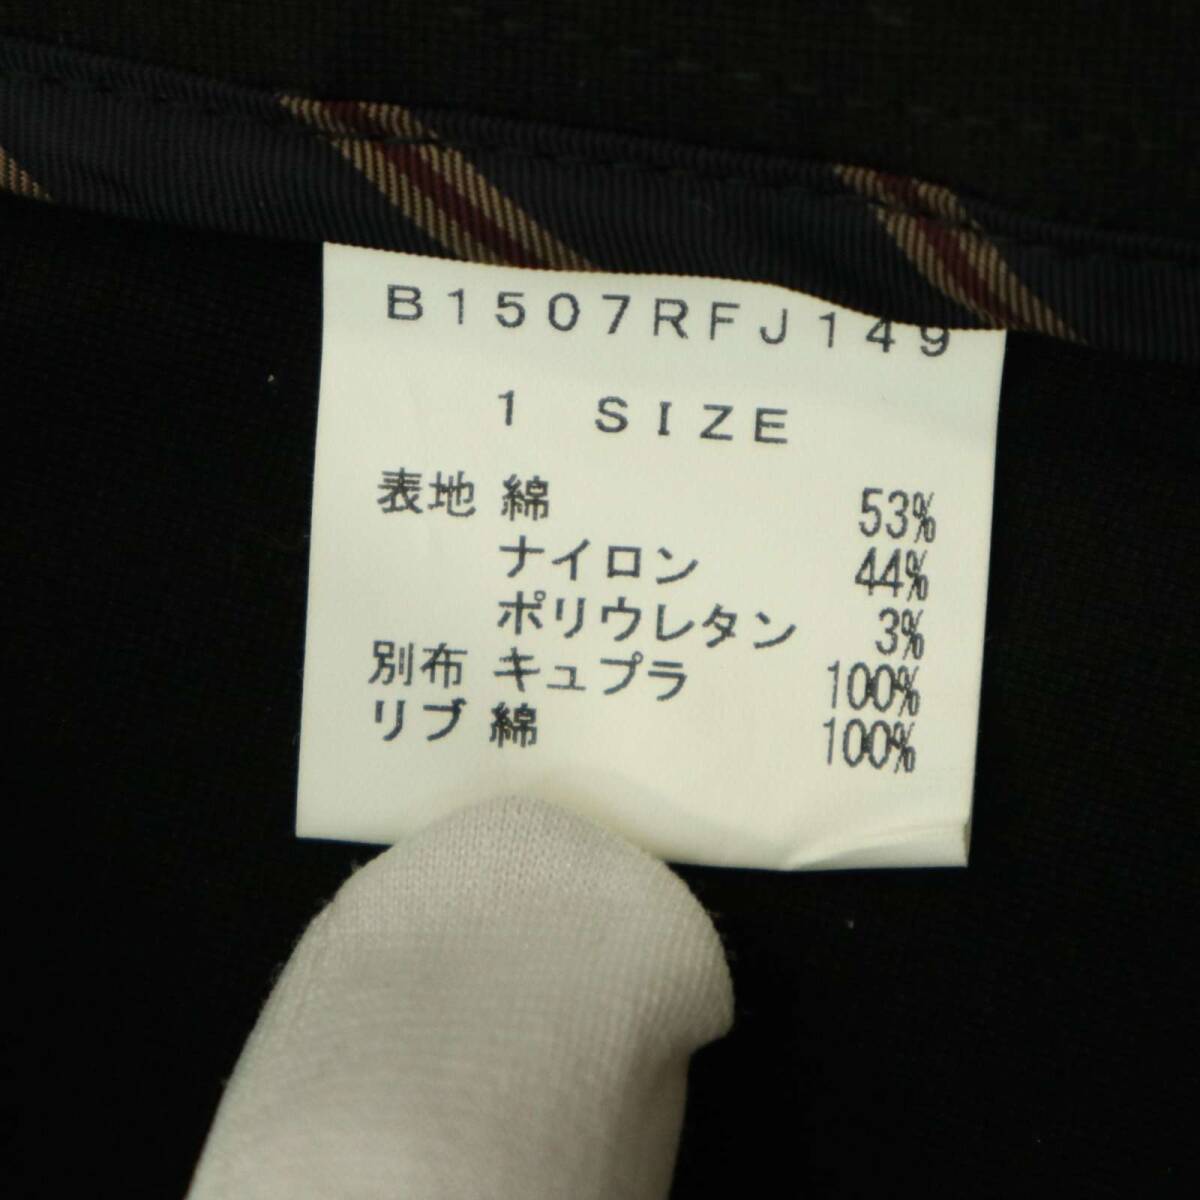 B1507RFJ149
1 SIZE
表地 綿 53%
ナイロン 44%
ポリウレタン 3%
別布 キュプラ 100%
リブ 綿 100%